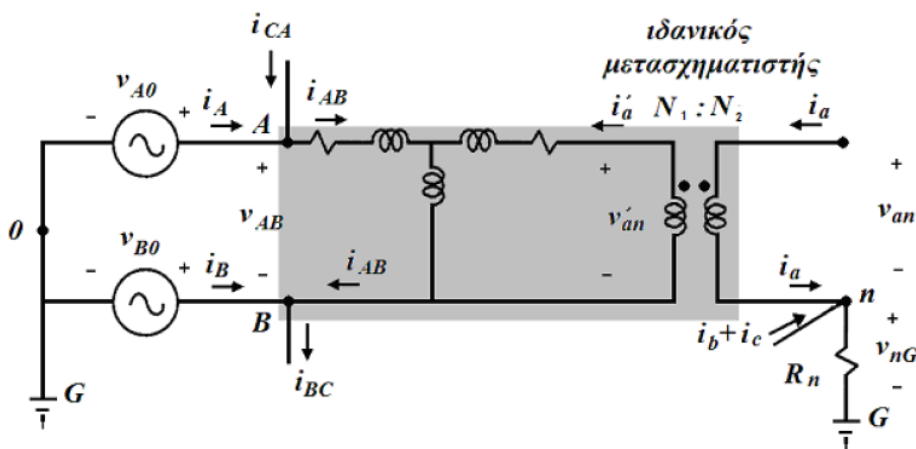 i_CA
ιδανικός
μετασχηματιστής
v_A0
i_A
i_AB
i´_a
N_1 : N_2
i_a
-
+
A
+
+
+
0
v_AB
v´_an
v_an
v_B0
-
+
i_B
-
i_AB
-
i_a
-
B
n
i_b + i_c
+
v_nG
R_n
-
i_BC
G
G